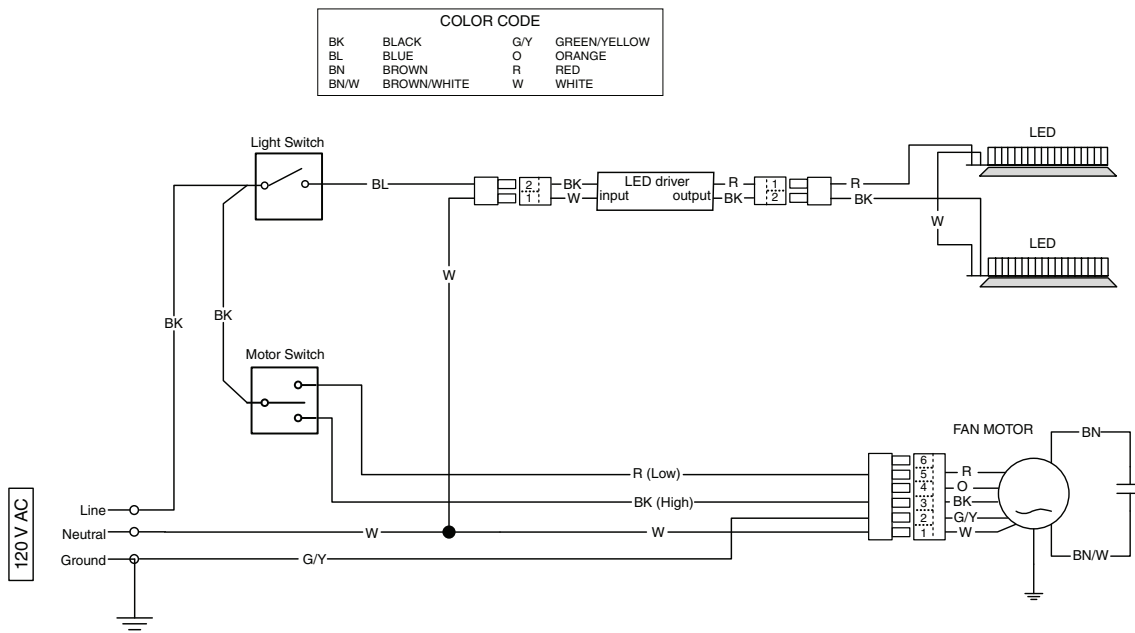 COLOR CODE
BK BLACK G/Y GREEN/YELLOW
BL BLUE O ORANGE
BN BROWN R RED
BN/W BROWN/WHITE W WHITE
Light Switch
LED
BL
2
1
BK
W
LED driver
input output
R
BK
1
2
R
BK
W
LED
W
BK
BK
Motor Switch
FAN MOTOR
BN
R (Low)
BK (High)
6
5
4
3
2
1
R
O
BK
G/Y
W
BN/W
120 V AC
Line
Neutral
W
W
Ground
G/Y